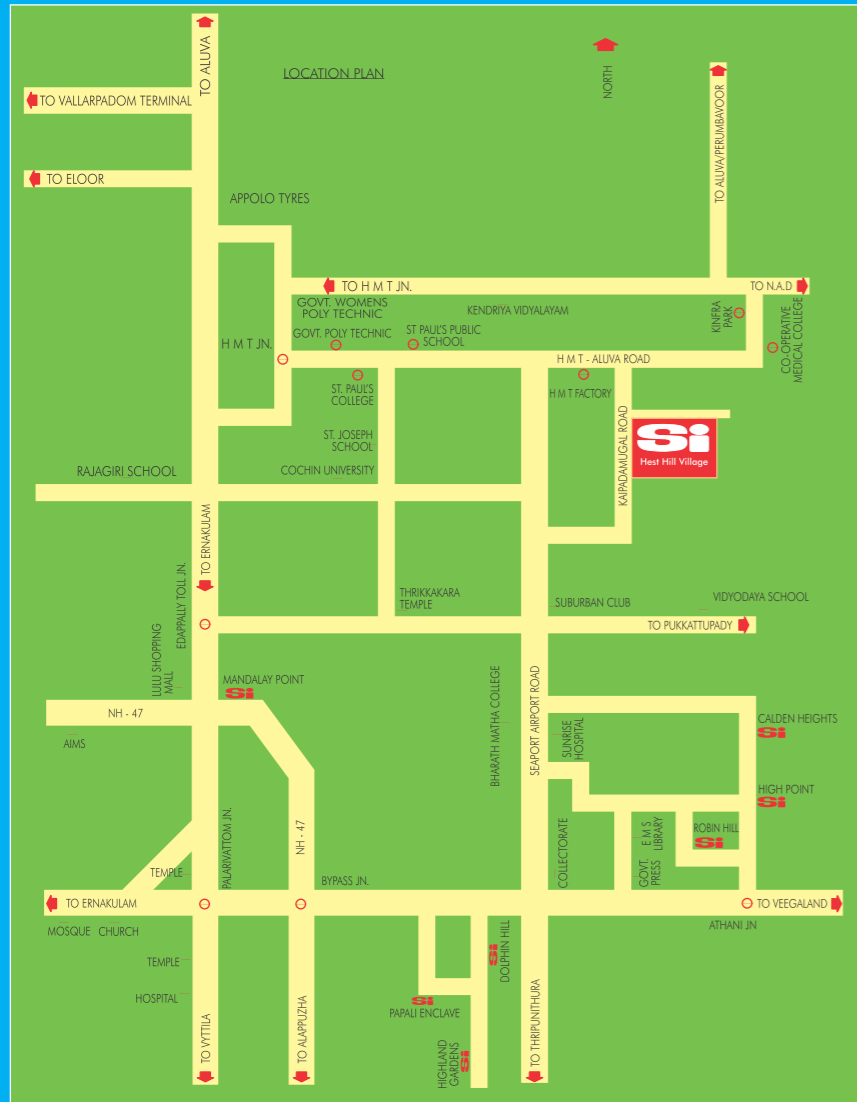 LOCATION PLAN
NORTH
TO ALUVA
TO VALLARPADOM TERMINAL
TO ELOOR
APPOLO TYRES
TO ALUVA/PERUMBAVOOR
TO H M T JN.
TO N.A.D
GOVT. WOMENS
POLY TECHNIC
KENDRIYA VIDYALAYAM
GOVT. POLY TECHNIC
ST PAUL'S PUBLIC
SCHOOL
KINFRA
PARK
CO-OPERATIVE
MEDICAL COLLEGE
H M T JN.
H M T - ALUVA ROAD
ST. PAUL'S
COLLEGE
H M T FACTORY
KAIPADAMUGAL ROAD
Si
Hest Hill Village
ST. JOSEPH
SCHOOL
RAJAGIRI SCHOOL
COCHIN UNIVERSITY
TO ERNAKULAM
EDAPPALLY TOLL JN.
THRIKKAKARA
TEMPLE
SUBURBAN CLUB
VIDYODAYA SCHOOL
TO PUKKATTUPADY
LULU SHOPPING
MALL
MANDALAY POINT
Si
NH - 47
AIMS
BHARATH MATHA COLLEGE
SEAPORT AIRPORT ROAD
SUNRISE
HOSPITAL
CALDEN HEIGHTS
Si
HIGH POINT
Si
PALARIVATTOM JN.
NH - 47
COLLECTORATE
E M S
LIBRARY
GOVT.
PRESS
ROBIN HILL
Si
TEMPLE
BYPASS JN.
TO ERNAKULAM
TO VEEGALAND
MOSQUE
CHURCH
ATHANI JN
TEMPLE
HOSPITAL
Si
DOLPHIN HILL
Si
PAPALI ENCLAVE
TO VYTTILA
TO ALAPPUZHA
HIGHLAND
GARDENS
Si
TO THRIPUNITHURA